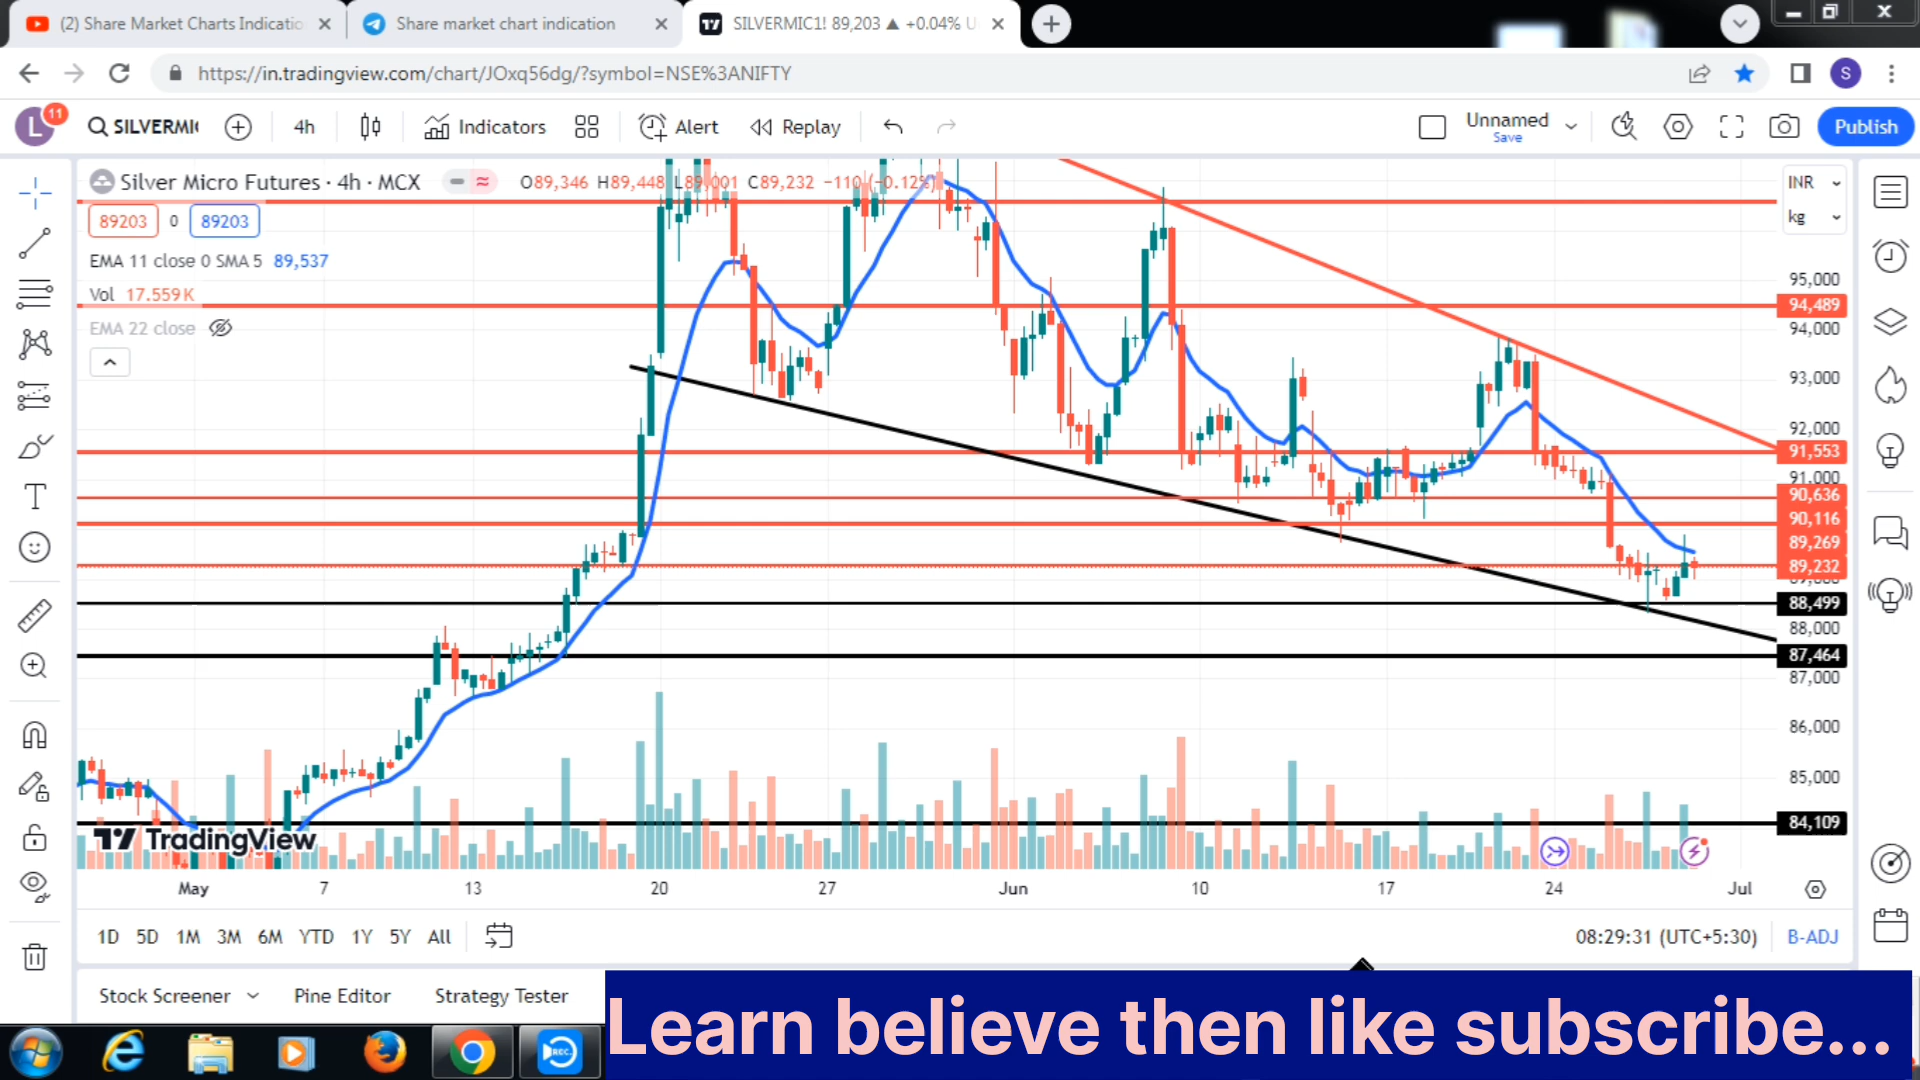 (2) Share Market Charts Indicatio
Share market chart indication
SILVERMIC1! 89,203 ▲ +0.04% U
https://in.tradingview.com/chart/JOxq56dg/?symbol=NSE%3ANIFTY
S
L 11
SILVERMI
4h
Indicators
Alert
Replay
Unnamed
Save
Publish
Silver Micro Futures · 4h · MCX
O89,346 H89,448 L89,001 C89,232 −110 (−0.12%)
89203 0 89203
EMA 11 close 0 SMA 5 89,537
Vol 17.559K
EMA 22 close
INR
kg
95,000
94,489
94,000
93,000
92,000
91,553
91,000
90,636
90,116
89,269
89,232
88,499
88,000
87,464
87,000
86,000
85,000
84,109
TradingView
May 7 13 20 27 Jun 10 17 24 Jul
1D 5D 1M 3M 6M YTD 1Y 5Y All
08:29:31 (UTC+5:30) B-ADJ
Stock Screener Pine Editor Strategy Tester
REC
Learn believe then like subscribe...